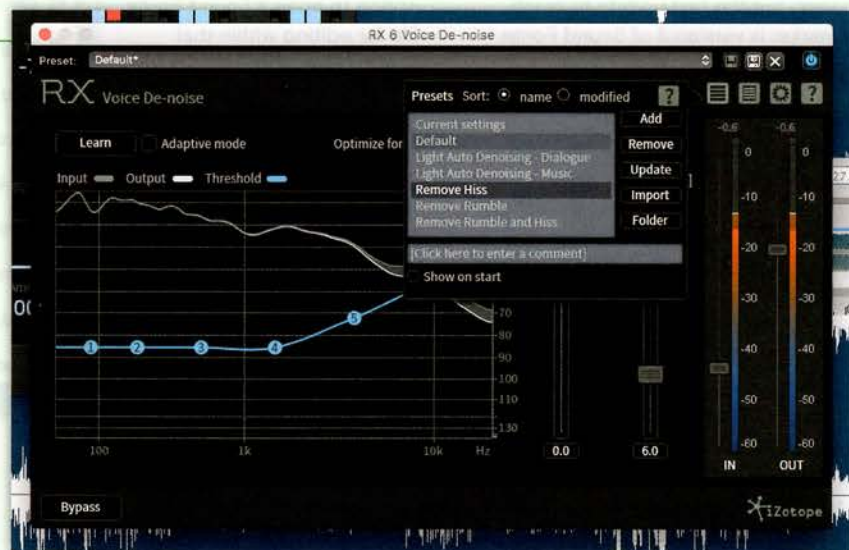 RX 6 Voice De-noise
Preset: Default*
RX Voice De-noise
Presets Sort: name modified ?
?
Current settings
Default
Light Auto Denoising - Dialogue
Light Auto Denoising - Music
Remove Hiss
Remove Rumble
Remove Rumble and Hiss
Add
Remove
Update
Import
Folder
[Click here to enter a comment]
Show on start
Learn Adaptive mode Optimize for
Input Output Threshold
1 2 3 4 5
-70
-80
-90
-100
-110
-130
100 1k 10k Hz
0.0 6.0
-0.6 -0.6
0 0
-10 -10
-20 -20
-30 -30
-40 -40
-50 -50
-60 -60
IN OUT
Bypass
iZotope
27